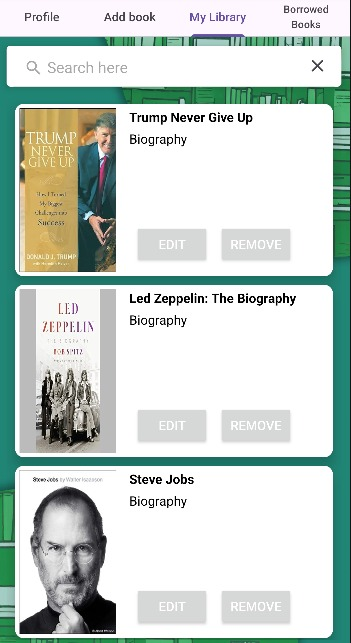 Profile
Add book
My Library
Borrowed
Books
Search here
TRUMP
NEVER
GIVE UP
How I Turned
My Biggest
Challenges into
Success
DONALD J. TRUMP
Trump Never Give Up
Biography
EDIT
REMOVE
LED
ZEPPELIN
THE BIOGRAPHY
BOB SPITZ
Led Zeppelin: The Biography
Biography
EDIT
REMOVE
Steve Jobs by Walter Isaacson
Steve Jobs
Biography
EDIT
REMOVE